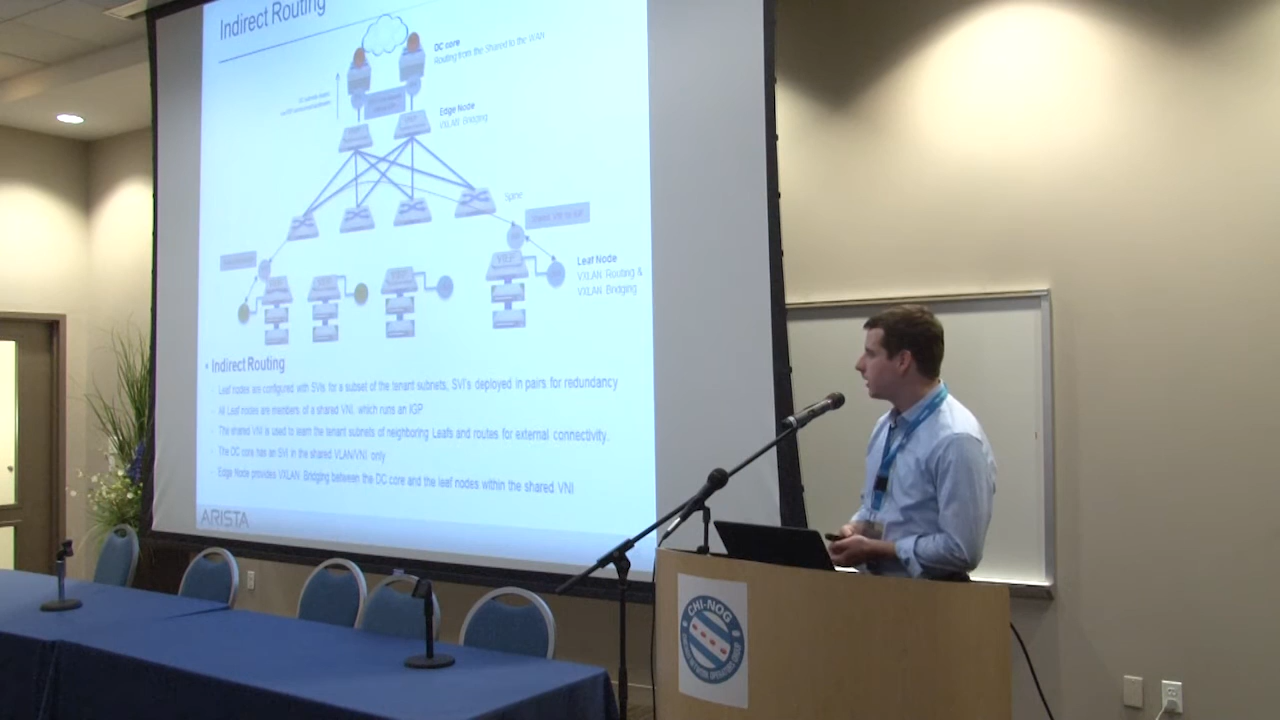 Indirect Routing
DC core
Routing from the Shared to the WAN
Edge Node
VXLAN Bridging
Spine
Leaf Node
VXLAN Routing &
VXLAN Bridging
VTEP
VTEP
• Indirect Routing
- Leaf nodes are configured with SVIs for a subset of the tenant subnets, SVI's deployed in pairs for redundancy
- All Leaf nodes are members of a shared VNI, which runs an IGP
- The shared VNI is used to learn the tenant subnets of neighboring Leafs and routes for external connectivity.
- The DC core has an SVI in the shared VLAN/VNI only
- Edge Node provides VXLAN Bridging between the DC core and the leaf nodes within the shared VNI
ARISTA
CHI-NOG